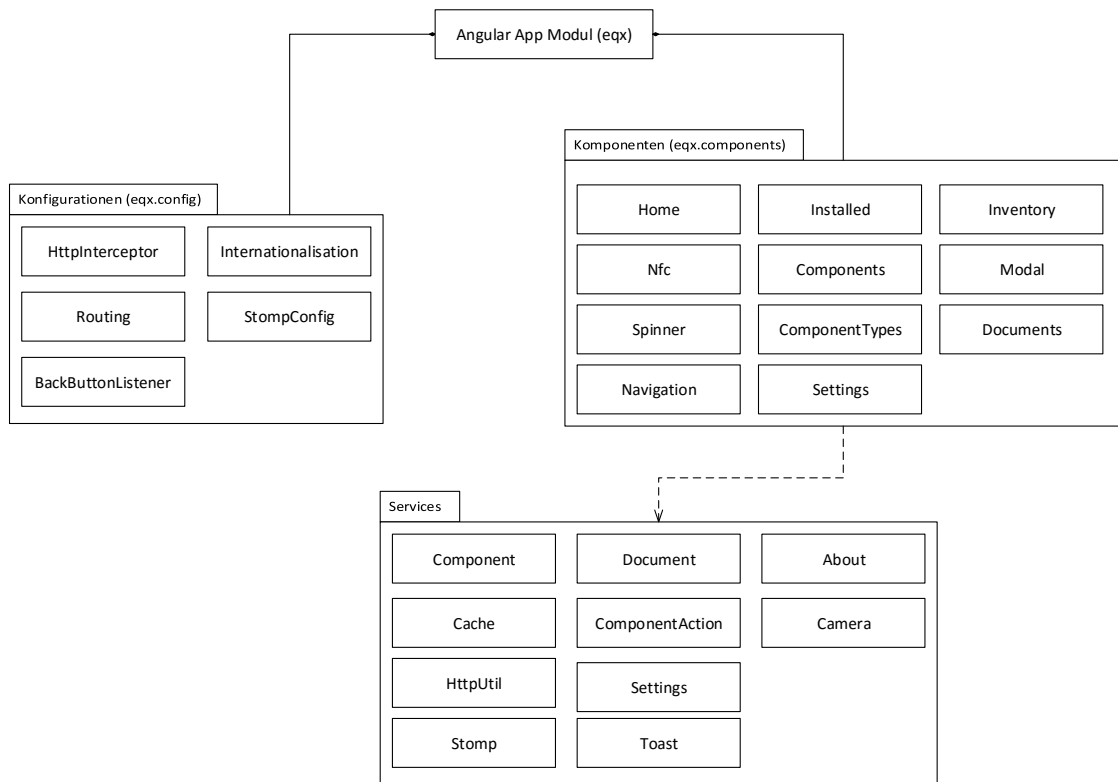 Angular App Modul (eqx)
Konfigurationen (eqx.config)
HttpInterceptor
Internationalisation
Routing
StompConfig
BackButtonListener
Komponenten (eqx.components)
Home
Installed
Inventory
Nfc
Components
Modal
Spinner
ComponentTypes
Documents
Navigation
Settings
Services
Component
Document
About
Cache
ComponentAction
Camera
HttpUtil
Settings
Stomp
Toast